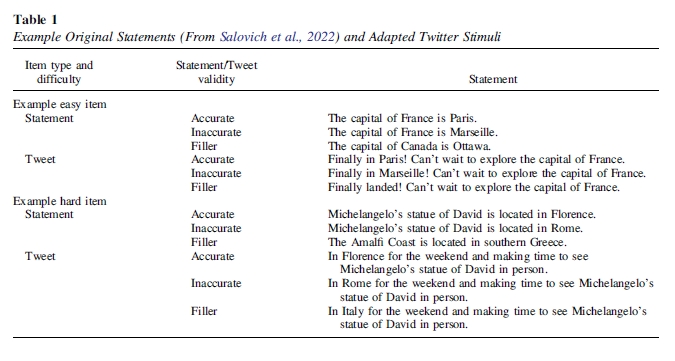 Table 1
Example Original Statements (From Salovich et al., 2022) and Adapted Twitter Stimuli
Item type and difficulty Statement/Tweet validity Statement
Example easy item
Statement Accurate The capital of France is Paris.
Inaccurate The capital of France is Marseille.
Filler The capital of Canada is Ottawa.
Tweet Accurate Finally in Paris! Can't wait to explore the capital of France.
Inaccurate Finally in Marseille! Can't wait to explore the capital of France.
Filler Finally landed! Can't wait to explore the capital of France.
Example hard item
Statement Accurate Michelangelo's statue of David is located in Florence.
Inaccurate Michelangelo's statue of David is located in Rome.
Filler The Amalfi Coast is located in southern Greece.
Tweet Accurate In Florence for the weekend and making time to see
Michelangelo's statue of David in person.
Inaccurate In Rome for the weekend and making time to see Michelangelo's
statue of David in person.
Filler In Italy for the weekend and making time to see Michelangelo's
statue of David in person.